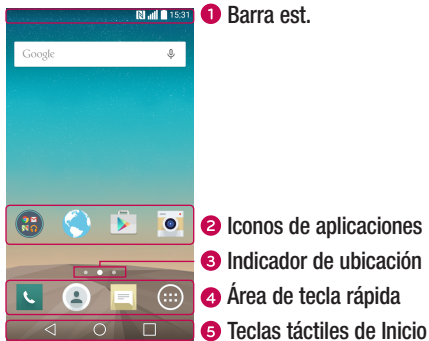 15:31
1 Barra est.
Google
2 Iconos de aplicaciones
3 Indicador de ubicación
4 Área de tecla rápida
5 Teclas táctiles de Inicio